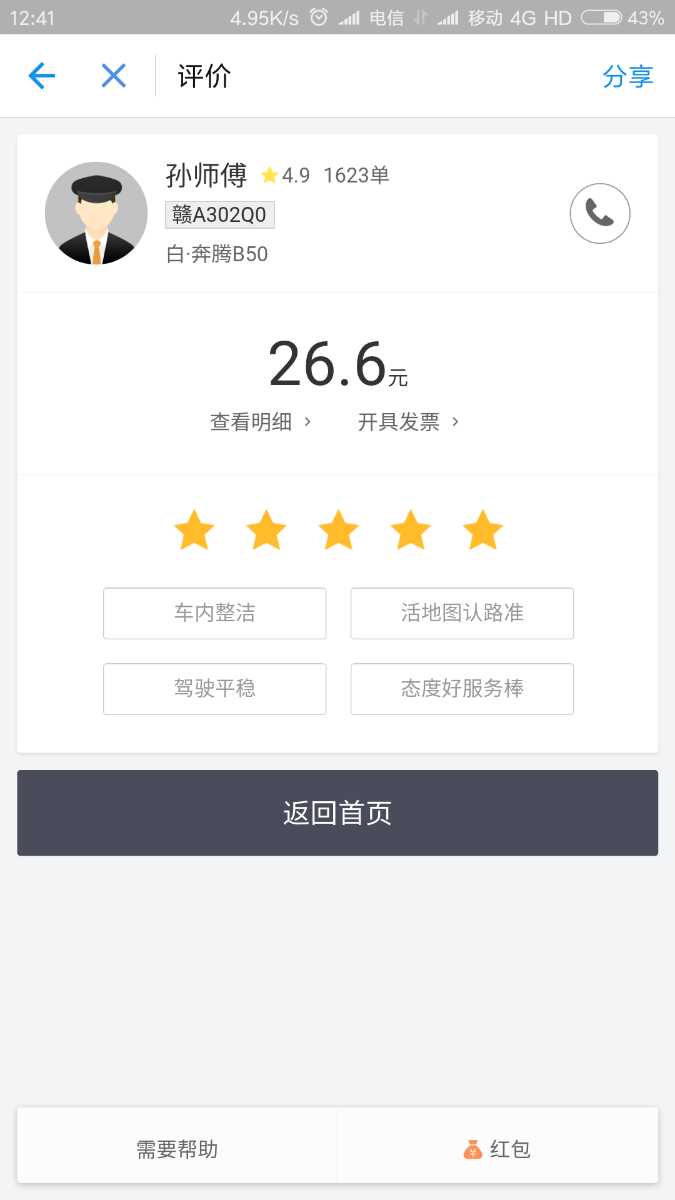 12:41 4.95K/s 电信 移动 4G HD 43%
评价 分享
孙师傅 4.9 1623单
赣A302Q0
白·奔腾B50
26.6元
查看明细 › 开具发票 ›
车内整洁 活地图认路准
驾驶平稳 态度好服务棒
返回首页
需要帮助 ¥ 红包